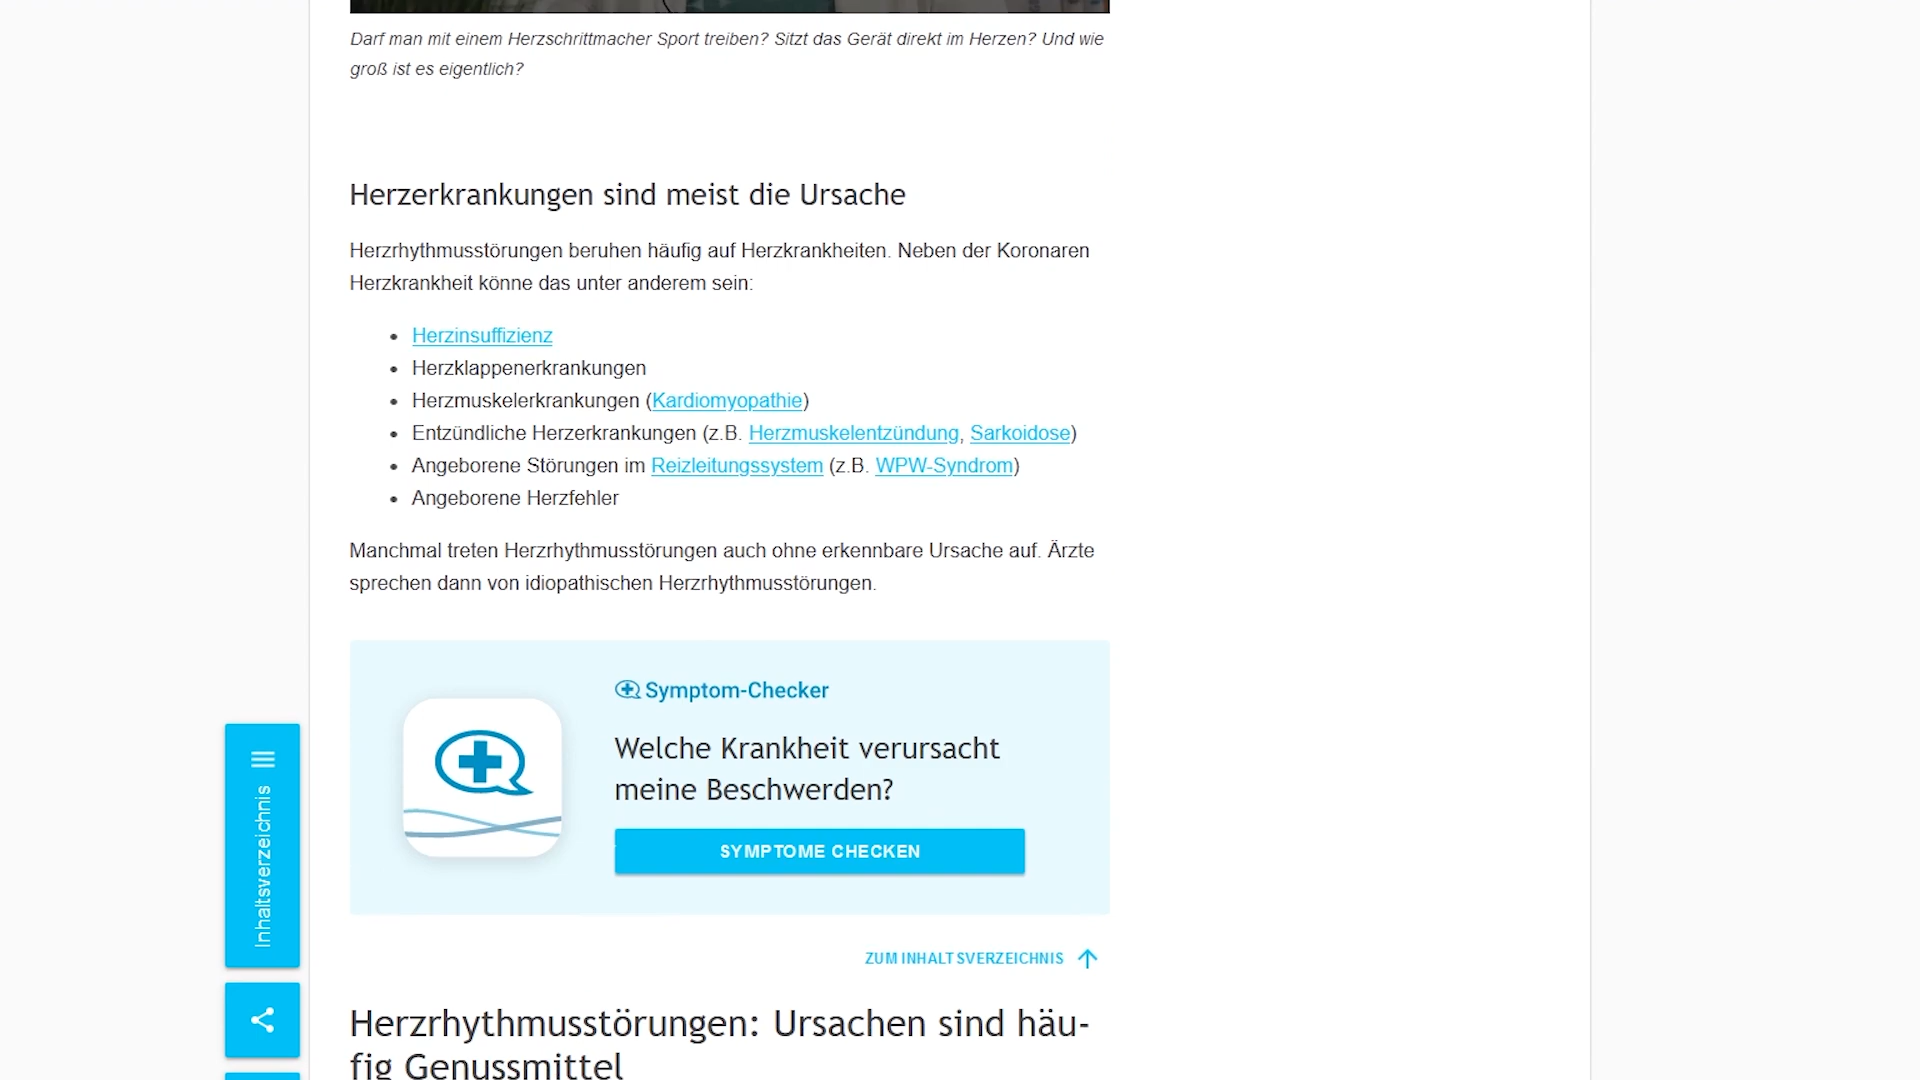 Darf man mit einem Herzschrittmacher Sport treiben? Sitzt das Gerät direkt im Herzen? Und wie
groß ist es eigentlich?
Herzerkrankungen sind meist die Ursache
Herzrhythmusstörungen beruhen häufig auf Herzkrankheiten. Neben der Koronaren
Herzkrankheit könne das unter anderem sein:
• Herzinsuffizienz
• Herzklappenerkrankungen
• Herzmuskelerkrankungen (Kardiomyopathie)
• Entzündliche Herzerkrankungen (z.B. Herzmuskelentzündung, Sarkoidose)
• Angeborene Störungen im Reizleitungssystem (z.B. WPW-Syndrom)
• Angeborene Herzfehler
Manchmal treten Herzrhythmusstörungen auch ohne erkennbare Ursache auf. Ärzte
sprechen dann von idiopathischen Herzrhythmusstörungen.
Symptom-Checker
Welche Krankheit verursacht
meine Beschwerden?
SYMPTOME CHECKEN
Inhaltsverzeichnis
ZUM INHALTSVERZEICHNIS
Herzrhythmusstörungen: Ursachen sind häu-
fig Genussmittel